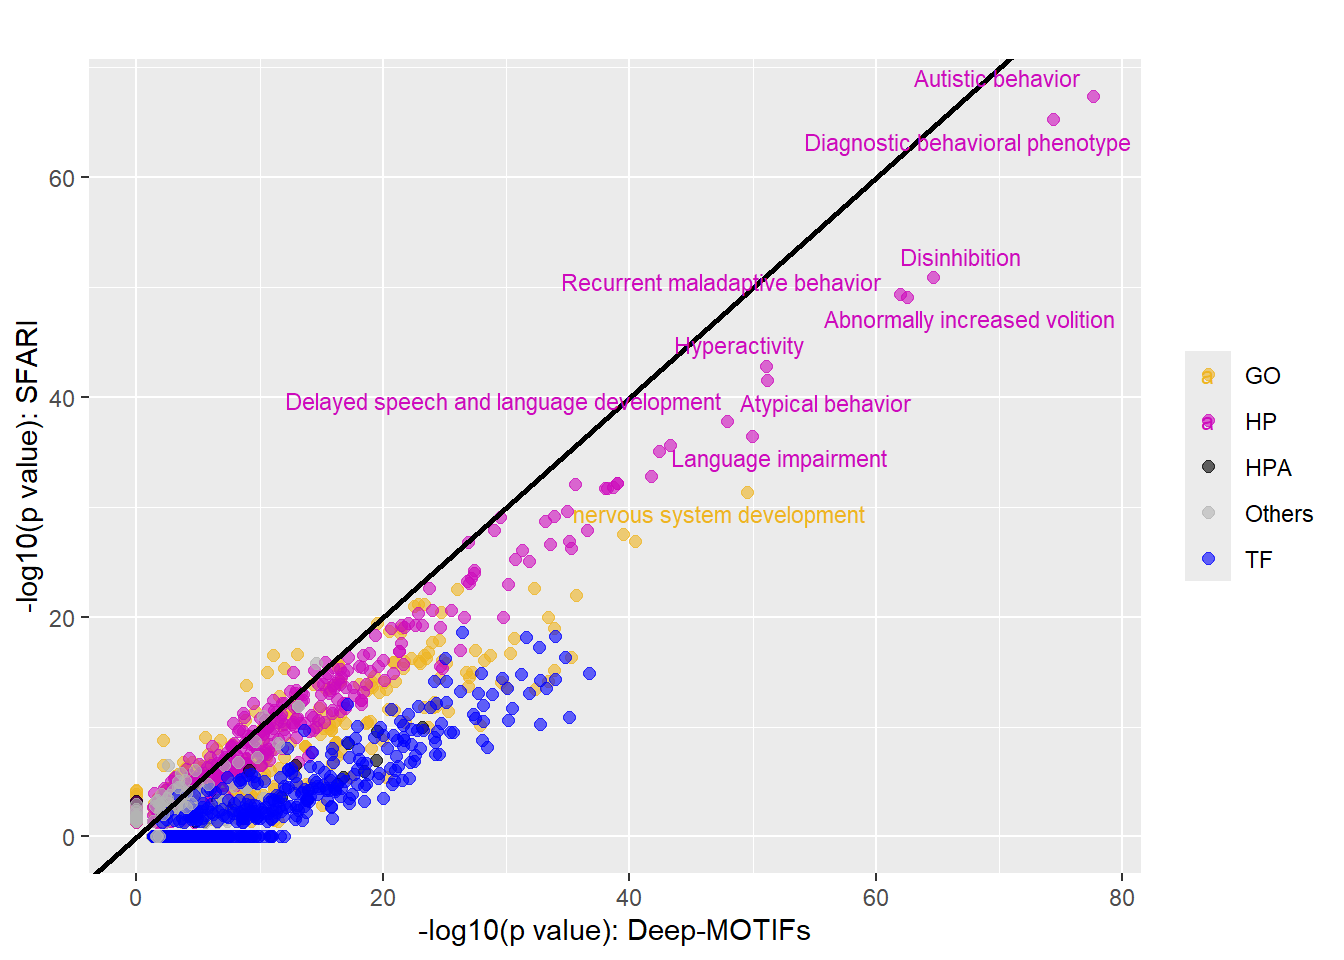 Autistic behavior
Diagnostic behavioral phenotype
60
Disinhibition
Recurrent maladaptive behavior
Abnormally increased volition
Hyperactivity
40
Delayed speech and language development
Atypical behavior
Language impairment
nervous system development
20
0
-log10(p value): SFARI
0 20 40 60 80
-log10(p value): Deep-MOTIFs
a GO
a HP
HPA
Others
TF